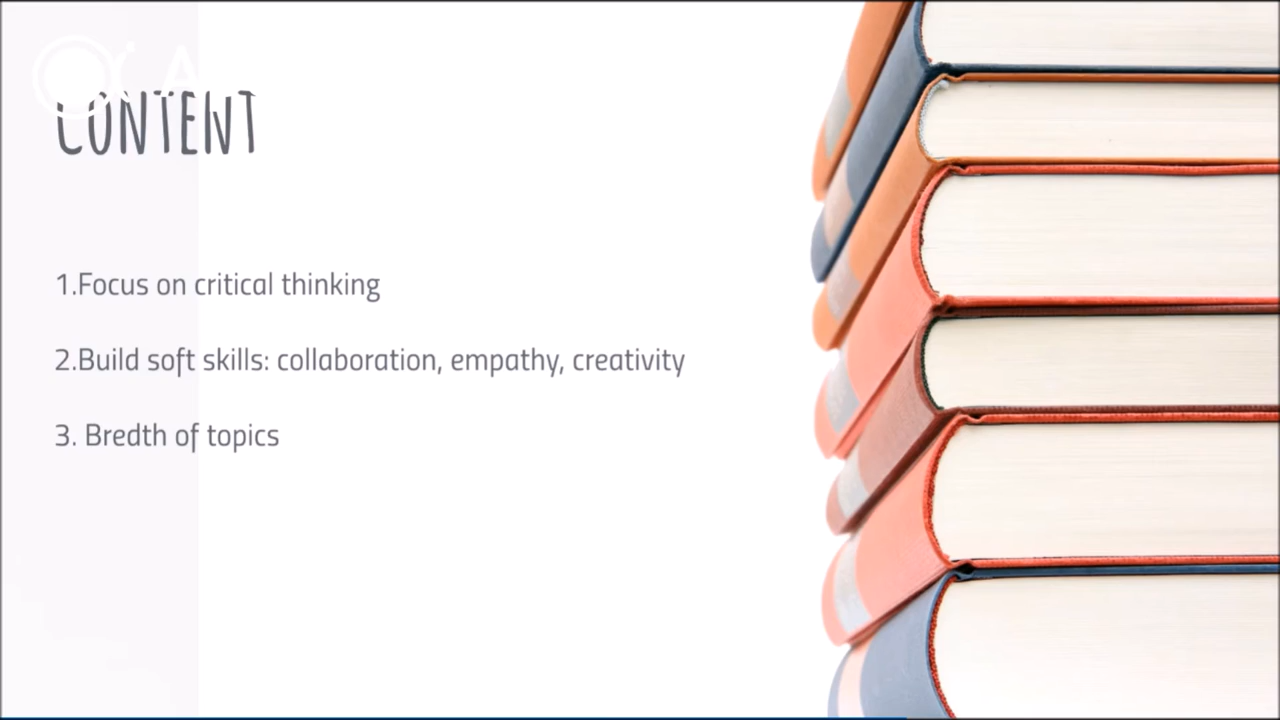 CONTENT
1.Focus on critical thinking
2.Build soft skills: collaboration, empathy, creativity
3. Bredth of topics